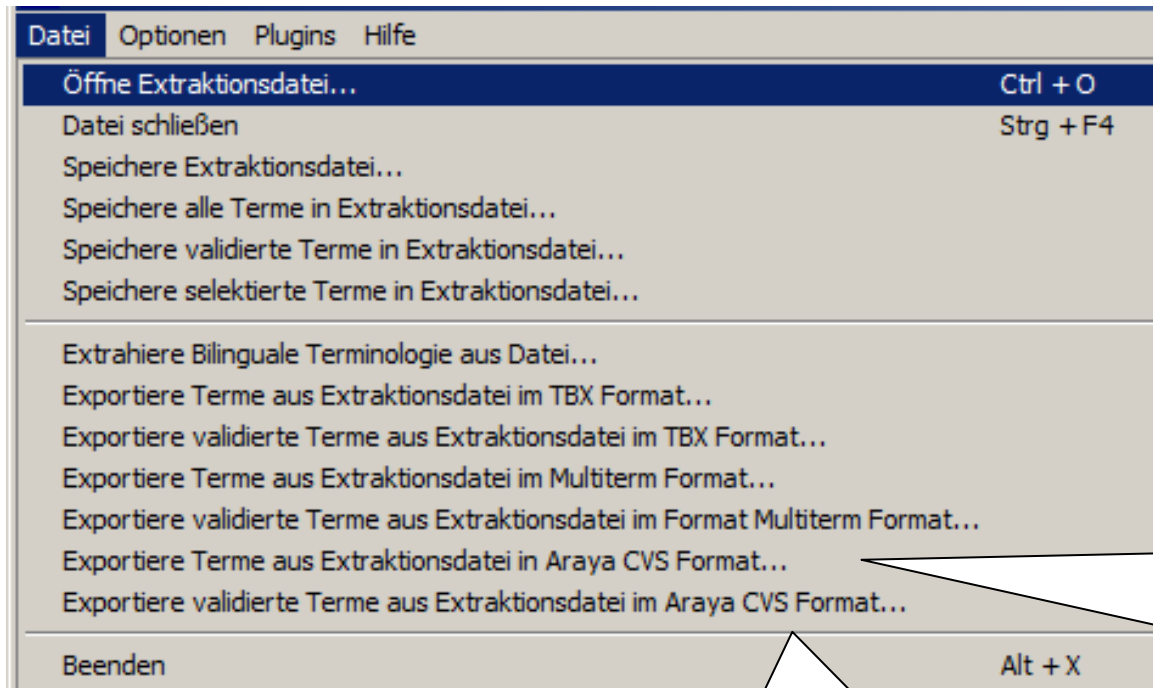 Datei Optionen Plugins Hilfe
Öffne Extraktionsdatei... Ctrl + O
Datei schließen Strg + F4
Speichere Extraktionsdatei...
Speichere alle Terme in Extraktionsdatei...
Speichere validierte Terme in Extraktionsdatei...
Speichere selektierte Terme in Extraktionsdatei...
Extrahiere Bilinguale Terminologie aus Datei...
Exportiere Terme aus Extraktionsdatei im TBX Format...
Exportiere validierte Terme aus Extraktionsdatei im TBX Format...
Exportiere Terme aus Extraktionsdatei im Multiterm Format...
Exportiere validierte Terme aus Extraktionsdatei im Format Multiterm Format...
Exportiere Terme aus Extraktionsdatei in Araya CVS Format...
Exportiere validierte Terme aus Extraktionsdatei im Araya CVS Format...
Beenden Alt + X